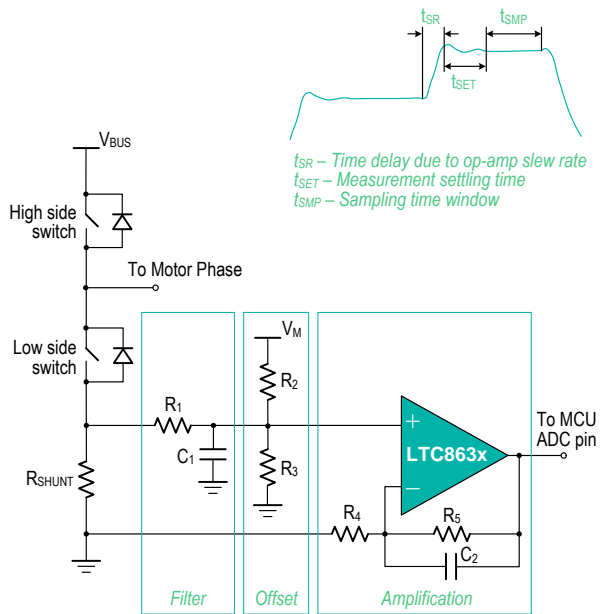 tSR
tSMP
tSET
tSR – Time delay due to op-amp slew rate
tSET – Measurement settling time
tSMP – Sampling time window
VBUS
High side
switch
To Motor Phase
Low side
switch
VM
R2
R1
C1
R3
RSHUNT
+
LTC863x
−
To MCU
ADC pin
R4
R5
C2
Filter
Offset
Amplification